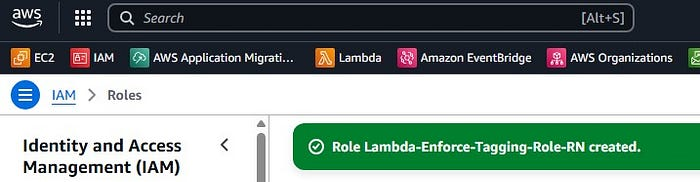 aws Search [Alt+S]
EC2 IAM AWS Application Migrati... Lambda Amazon EventBridge AWS Organizations
IAM > Roles
Identity and Access
Management (IAM)
Role Lambda-Enforce-Tagging-Role-RN created.